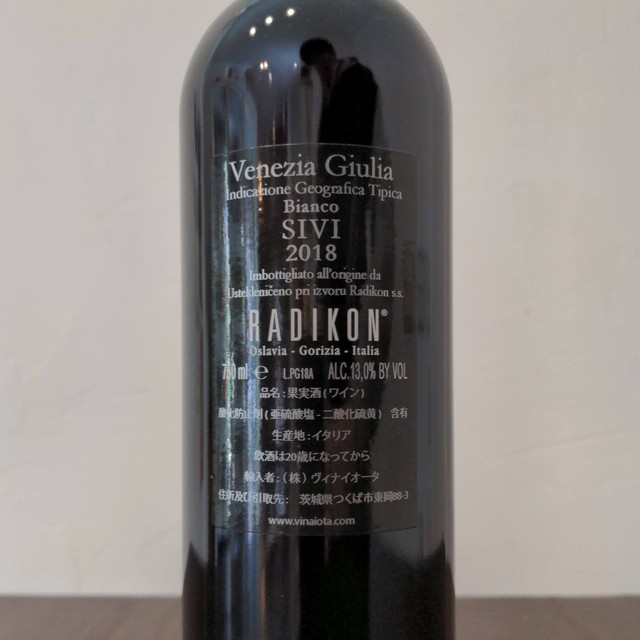 Venezia Giulia
Indicazione Geografica Tipica
Bianco
SIVI
2018
Imbottigliato all'origine da
Ustekleničeno pri izvoru Radikon s.s.
RADIKON®
Oslavia - Gorizia - Italia
750 ml ℮ L.PG18A ALC.13,0% BY VOL
品名：果実酒(ワイン)
酸化防止剤(亜硫酸塩 - 二酸化硫黄) 含有
生産地：イタリア
飲酒は20歳になってから
輸入者：(株) ヴィナイオータ
住所及び引取先： 茨城県つくば市東岡88-3
www.vinaiota.com